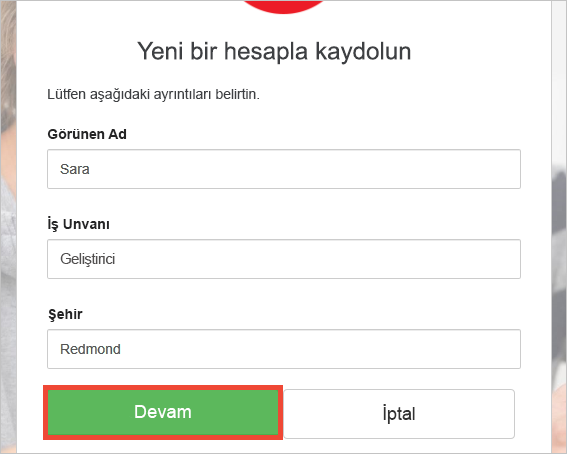 Yeni bir hesapla kaydolun
Lütfen aşağıdaki ayrıntıları belirtin.
Görünen Ad
Sara
İş Unvanı
Geliştirici
Şehir
Redmond
Devam
İptal